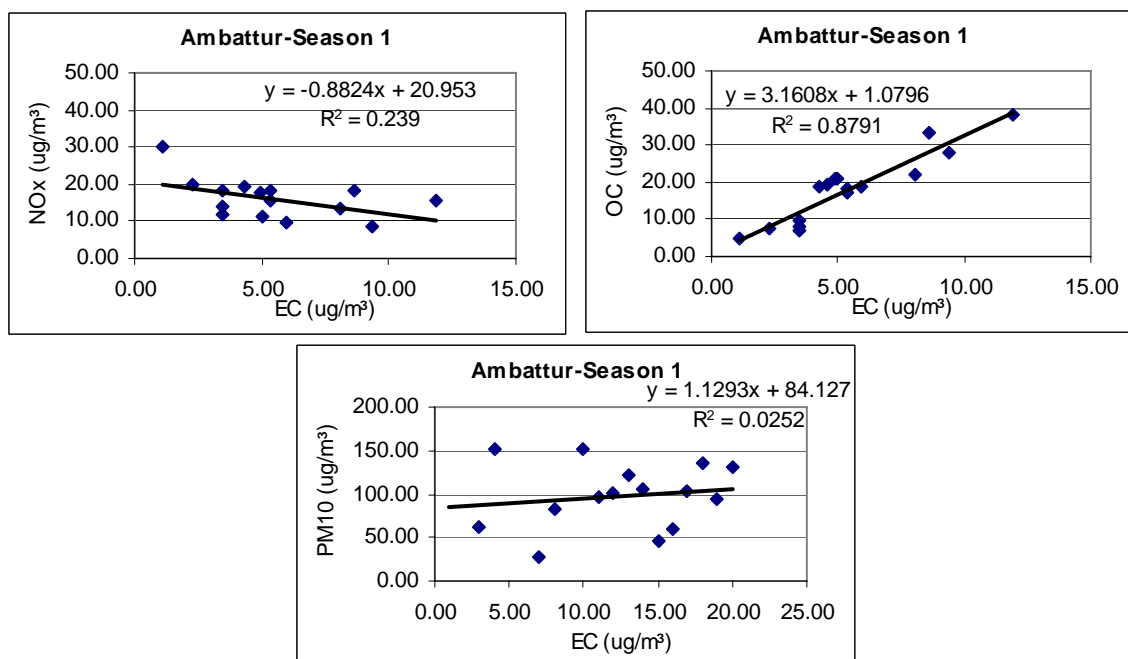 Ambattur-Season 1
y = -0.8824x + 20.953
R² = 0.239
50.00
40.00
30.00
20.00
10.00
0.00
NOx (ug/m³)
0.00 5.00 10.00 15.00
EC (ug/m³)
Ambattur-Season 1
y = 3.1608x + 1.0796
R² = 0.8791
50.00
40.00
30.00
20.00
10.00
0.00
OC (ug/m³)
0.00 5.00 10.00 15.00
EC (ug/m³)
Ambattur-Season 1
y = 1.1293x + 84.127
R² = 0.0252
200.00
150.00
100.00
50.00
0.00
PM10 (ug/m³)
0.00 5.00 10.00 15.00 20.00 25.00
EC (ug/m³)